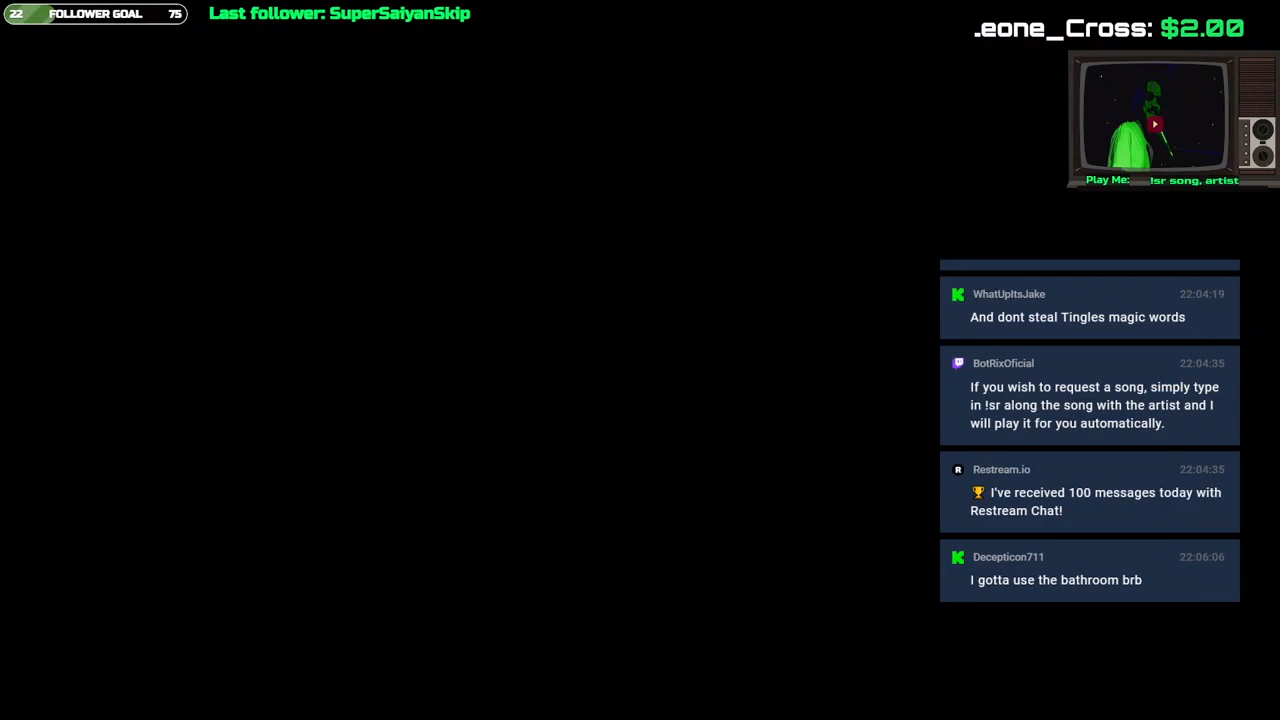 22 FOLLOWER GOAL 75
Last follower: SuperSaiyanSkip
.eone_Cross: $2.00
Play Me: !sr song, artist
WhatUpItsJake 22:04:19
And dont steal Tingles magic words
BotRixOficial 22:04:35
If you wish to request a song, simply type
in !sr along the song with the artist and I
will play it for you automatically.
Restream.io 22:04:35
🏆 I've received 100 messages today with
Restream Chat!
Decepticon711 22:06:06
I gotta use the bathroom brb